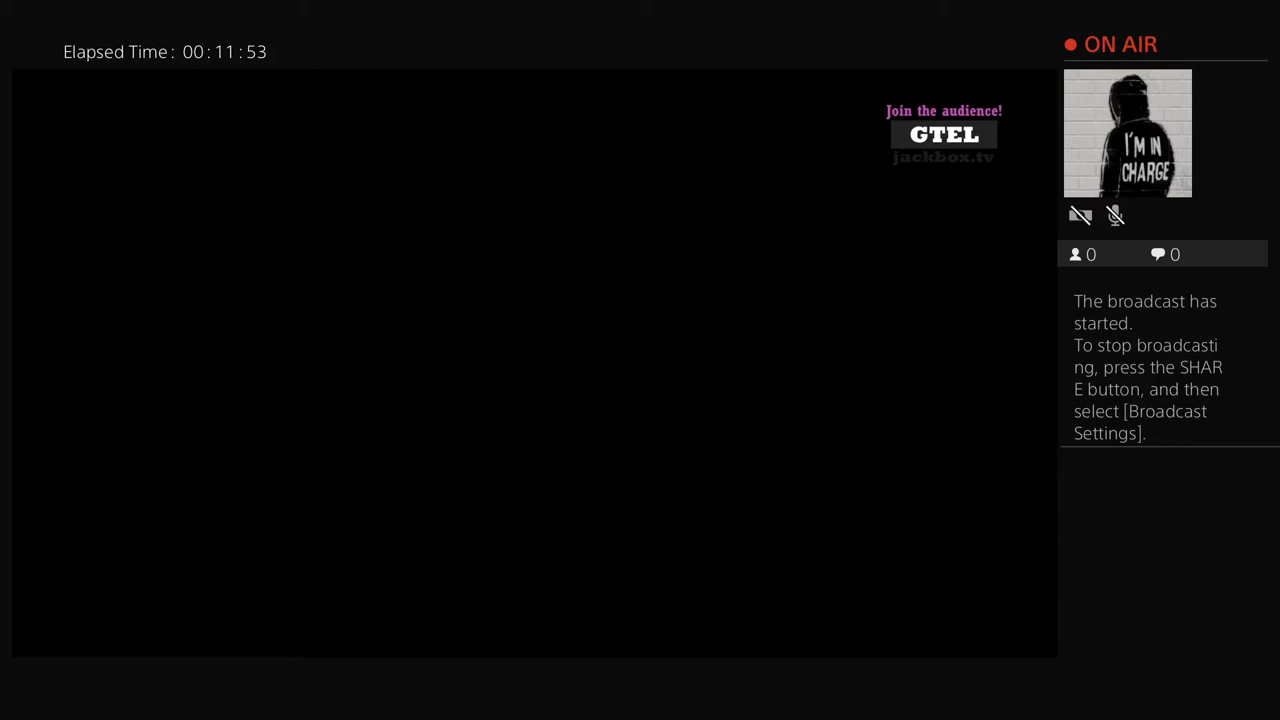 Elapsed Time: 00:11:53
ON AIR
Join the audience!
GTEL
jackbox.tv
I'M IN
CHARGE
0
0
The broadcast has
started.
To stop broadcasti
ng, press the SHAR
E button, and then
select [Broadcast
Settings].